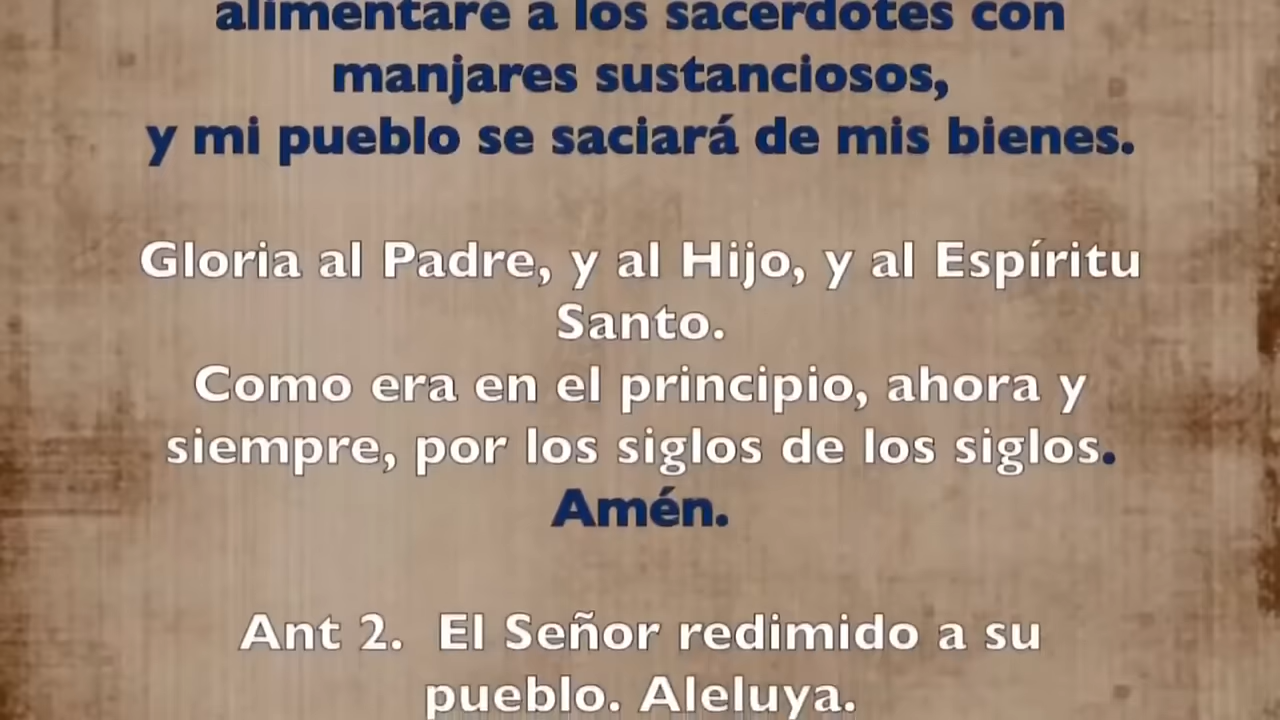 alimentaré a los sacerdotes con
manjares sustanciosos,
y mi pueblo se saciará de mis bienes.
Gloria al Padre, y al Hijo, y al Espíritu
Santo.
Como era en el principio, ahora y
siempre, por los siglos de los siglos.
Amén.
Ant 2. El Señor redimido a su
pueblo. Aleluya.